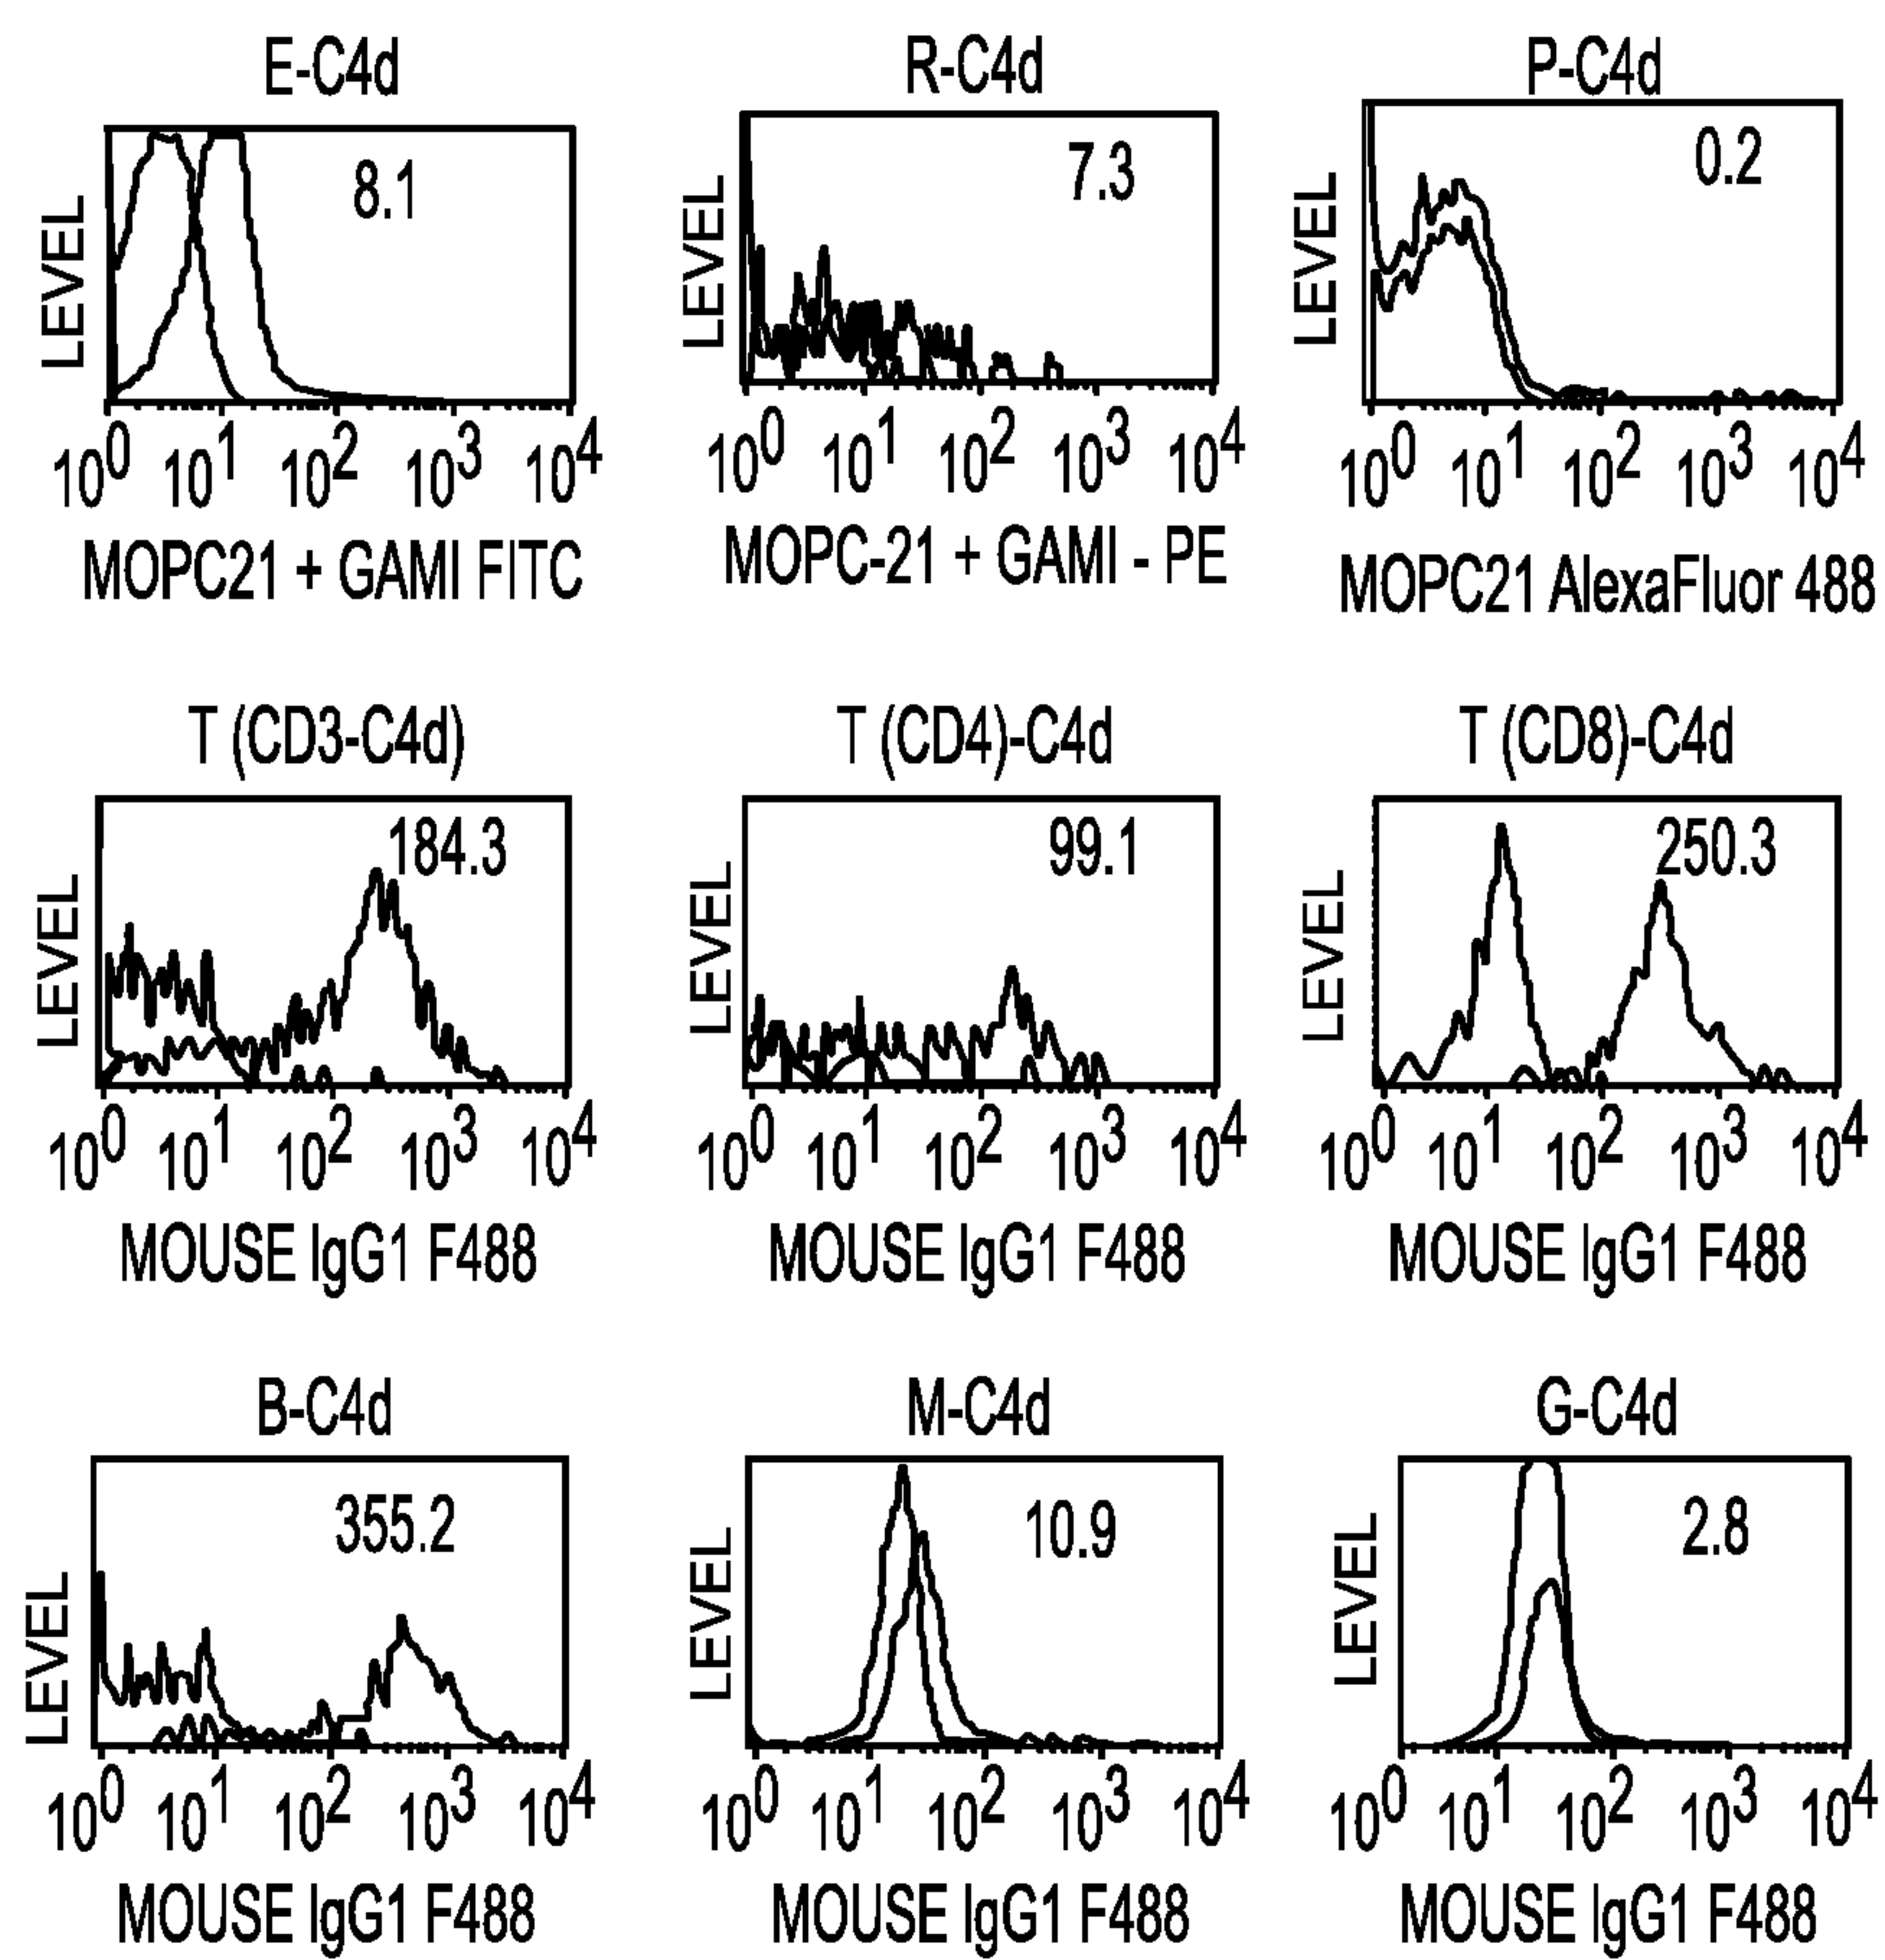 E-C4d R-C4d P-C4d
8.1 7.3 0.2
LEVEL LEVEL LEVEL
10^0 10^1 10^2 10^3 10^4 10^0 10^1 10^2 10^3 10^4 10^0 10^1 10^2 10^3 10^4
MOPC21 + GAMI FITC MOPC-21 + GAMI - PE MOPC21 AlexaFluor 488
T (CD3-C4d) T (CD4)-C4d T (CD8)-C4d
184.3 99.1 250.3
LEVEL LEVEL LEVEL
10^0 10^1 10^2 10^3 10^4 10^0 10^1 10^2 10^3 10^4 10^0 10^1 10^2 10^3 10^4
MOUSE IgG1 F488 MOUSE IgG1 F488 MOUSE IgG1 F488
B-C4d M-C4d G-C4d
355.2 10.9 2.8
LEVEL LEVEL LEVEL
10^0 10^1 10^2 10^3 10^4 10^0 10^1 10^2 10^3 10^4 10^0 10^1 10^2 10^3 10^4
MOUSE IgG1 F488 MOUSE IgG1 F488 MOUSE IgG1 F488